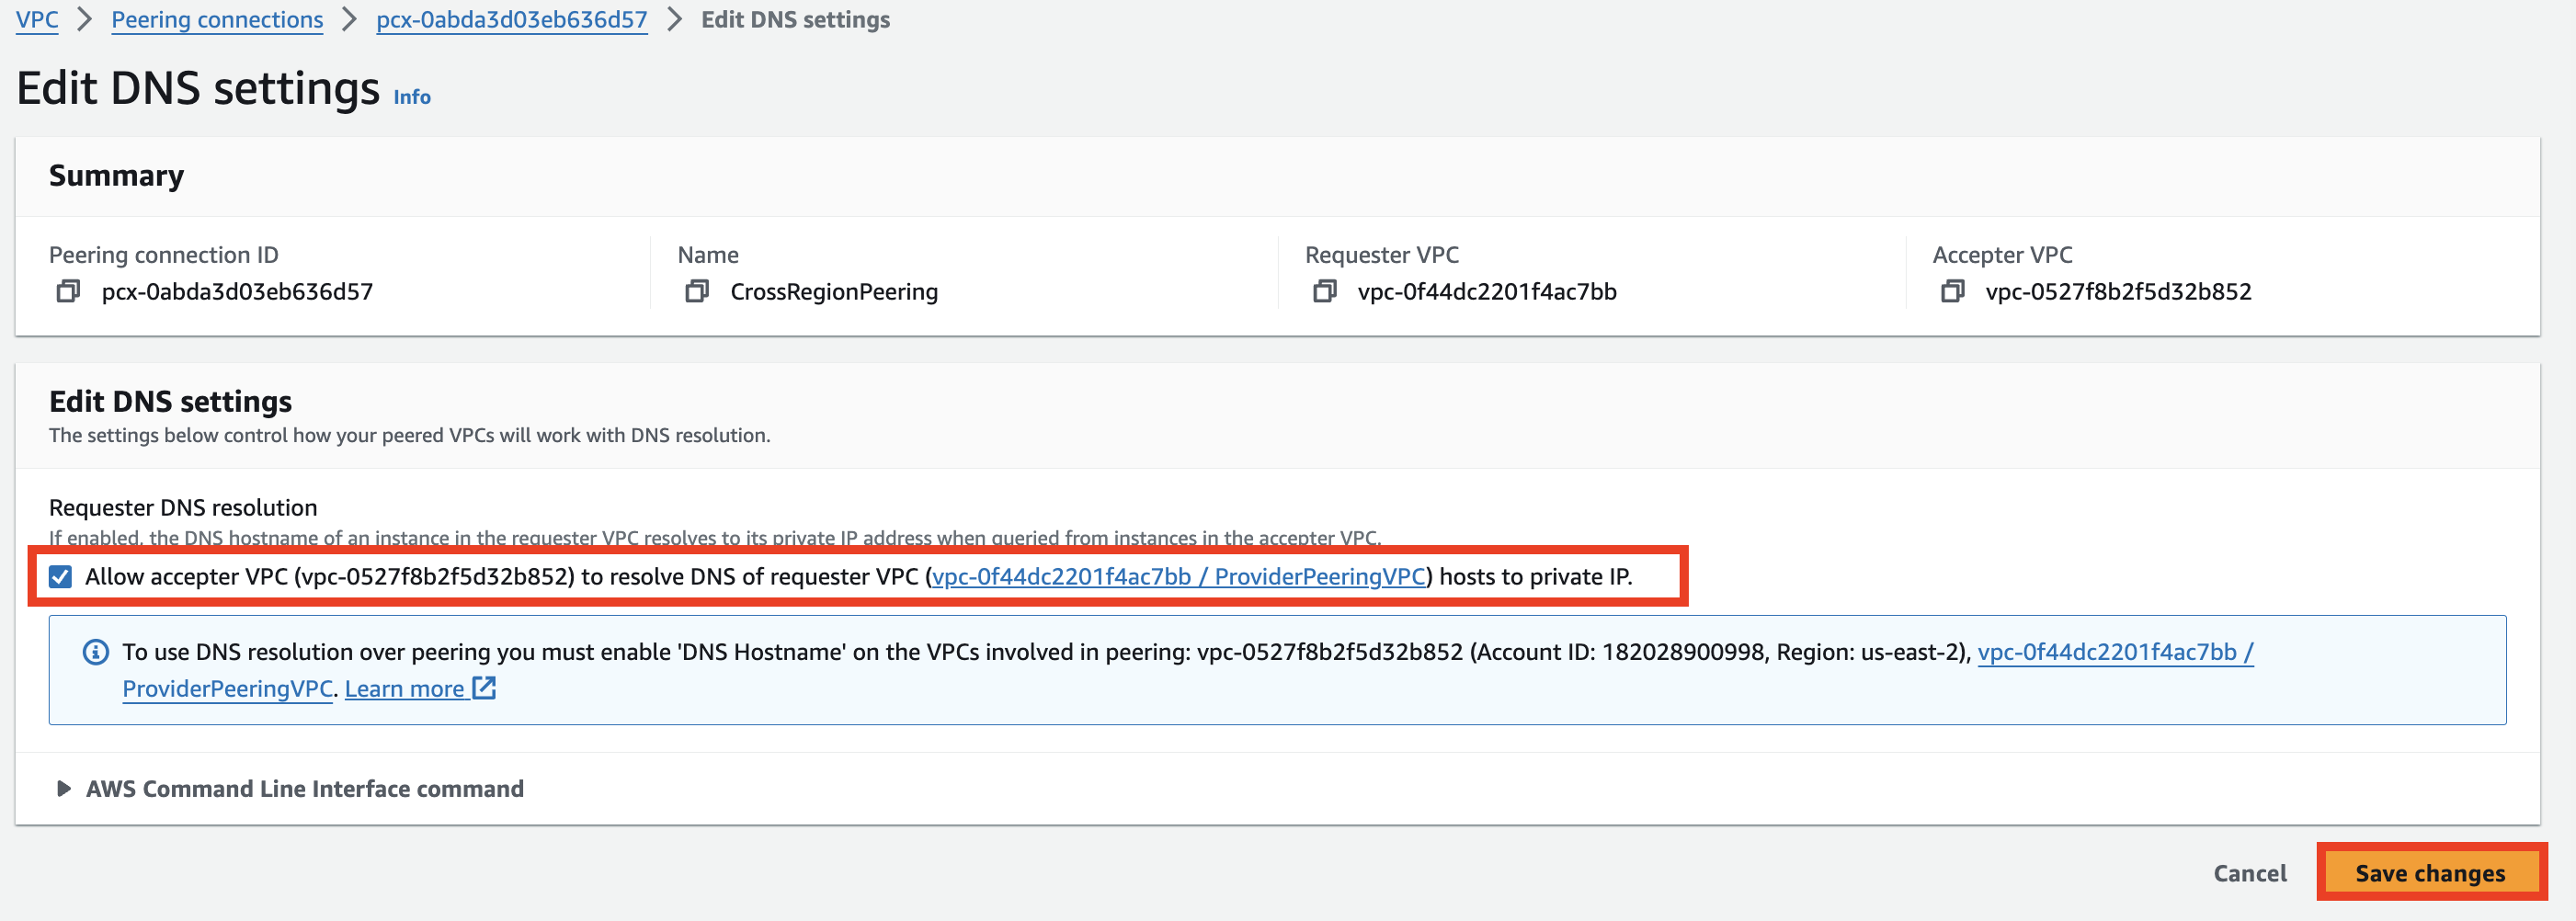 VPC > Peering connections > pcx-0abda3d03eb636d57 > Edit DNS settings
Edit DNS settings Info
Summary
Peering connection ID
pcx-0abda3d03eb636d57
Name
CrossRegionPeering
Requester VPC
vpc-0f44dc2201f4ac7bb
Accepter VPC
vpc-0527f8b2f5d32b852
Edit DNS settings
The settings below control how your peered VPCs will work with DNS resolution.
Requester DNS resolution
If enabled, the DNS hostname of an instance in the requester VPC resolves to its private IP address when queried from instances in the accepter VPC.
Allow accepter VPC (vpc-0527f8b2f5d32b852) to resolve DNS of requester VPC (vpc-0f44dc2201f4ac7bb / ProviderPeeringVPC) hosts to private IP.
To use DNS resolution over peering you must enable 'DNS Hostname' on the VPCs involved in peering: vpc-0527f8b2f5d32b852 (Account ID: 182028900998, Region: us-east-2), vpc-0f44dc2201f4ac7bb /
ProviderPeeringVPC. Learn more
AWS Command Line Interface command
Cancel
Save changes